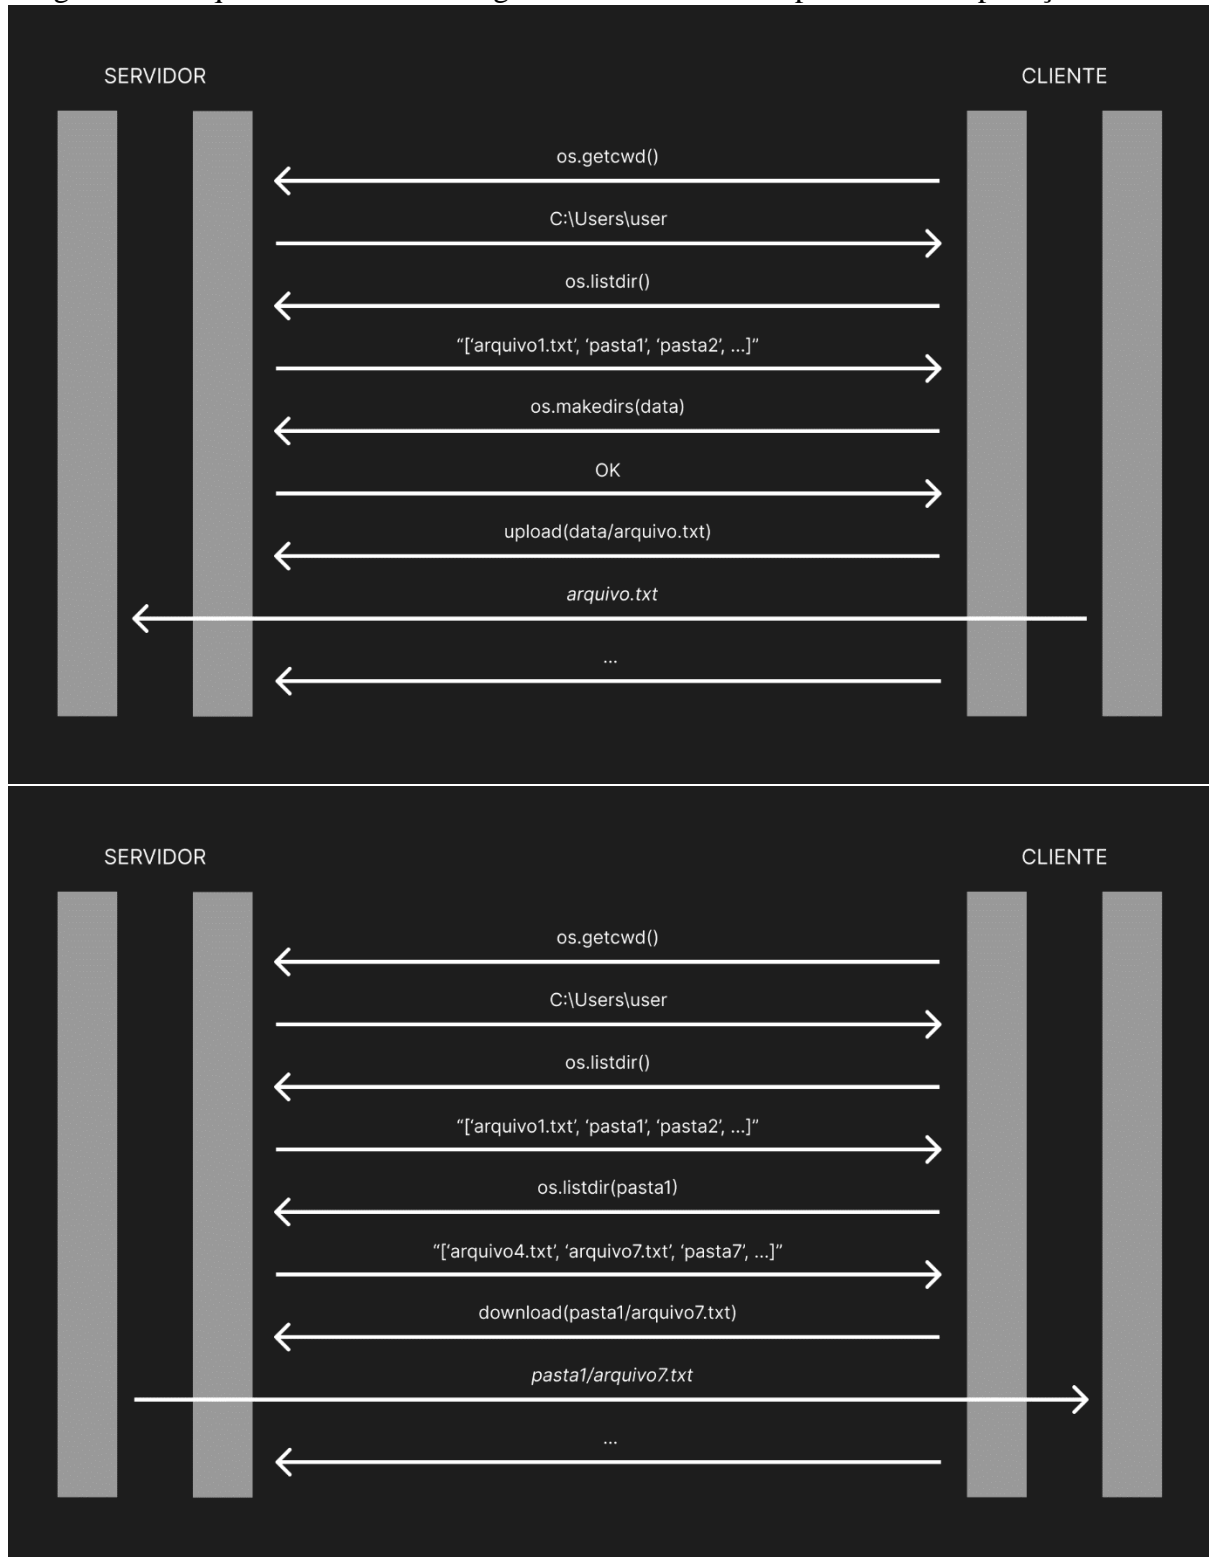 SERVIDOR CLIENTE
os.getcwd()
C:\Users\user
os.listdir()
“[‘arquivo1.txt’, ‘pasta1’, ‘pasta2’, ...]”
os.makedirs(data)
OK
upload(data/arquivo.txt)
arquivo.txt
...
SERVIDOR CLIENTE
os.getcwd()
C:\Users\user
os.listdir()
“[‘arquivo1.txt’, ‘pasta1’, ‘pasta2’, ...]”
os.listdir(pasta1)
“[‘arquivo4.txt’, ‘arquivo7.txt’, ‘pasta7’, ...]”
download(pasta1/arquivo7.txt)
pasta1/arquivo7.txt
...